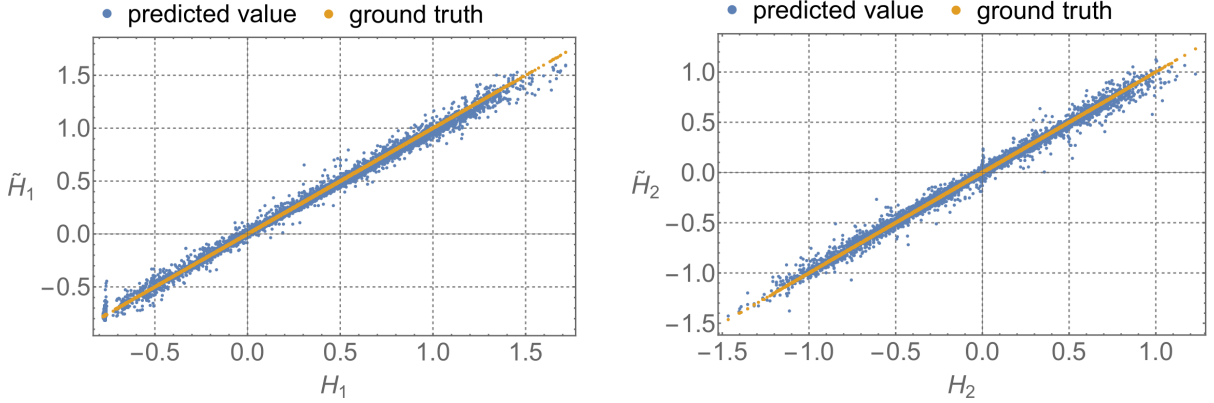 predicted value ground truth
1.5
1.0
0.5
0.0
−0.5
H̃1
−0.5 0.0 0.5 1.0 1.5
H1
predicted value ground truth
1.0
0.5
0.0
−0.5
−1.0
−1.5
H̃2
−1.5 −1.0 −0.5 0.0 0.5 1.0
H2